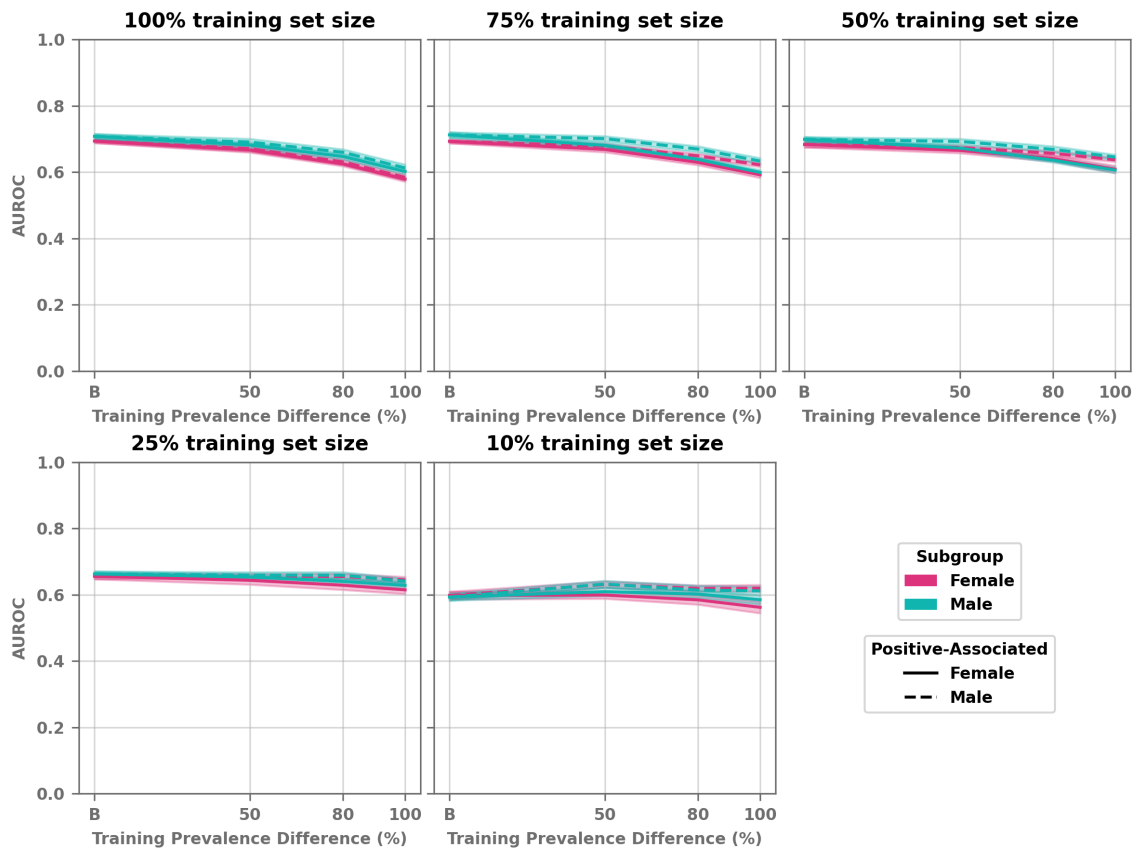 100% training set size
75% training set size
50% training set size
1.0
0.8
0.6
0.4
0.2
0.0
AUROC
B 50 80 100
B 50 80 100
B 50 80 100
Training Prevalence Difference (%)
Training Prevalence Difference (%)
Training Prevalence Difference (%)
25% training set size
10% training set size
1.0
0.8
0.6
0.4
0.2
0.0
AUROC
B 50 80 100
B 50 80 100
Training Prevalence Difference (%)
Training Prevalence Difference (%)
Subgroup
Female
Male
Positive-Associated
Female
Male